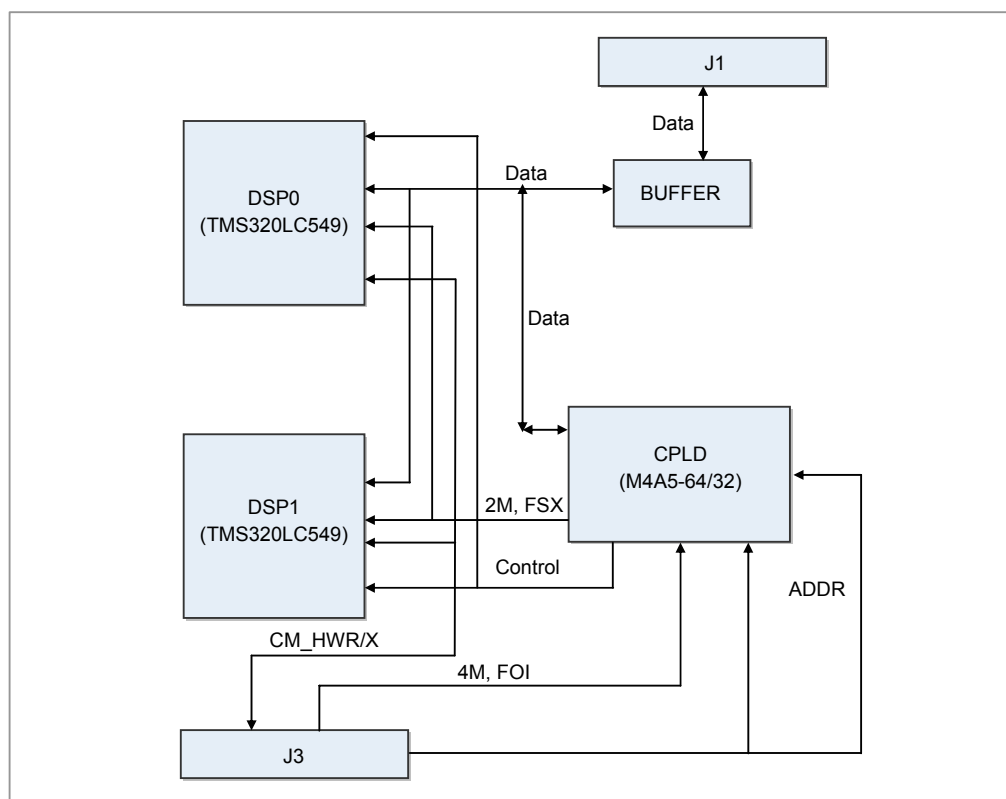 J1
Data
DSP0
(TMS320LC549)
Data
BUFFER
Data
CPLD
(M4A5-64/32)
DSP1
(TMS320LC549)
2M, FSX
Control
ADDR
CM_HWR/X
4M, FOI
J3